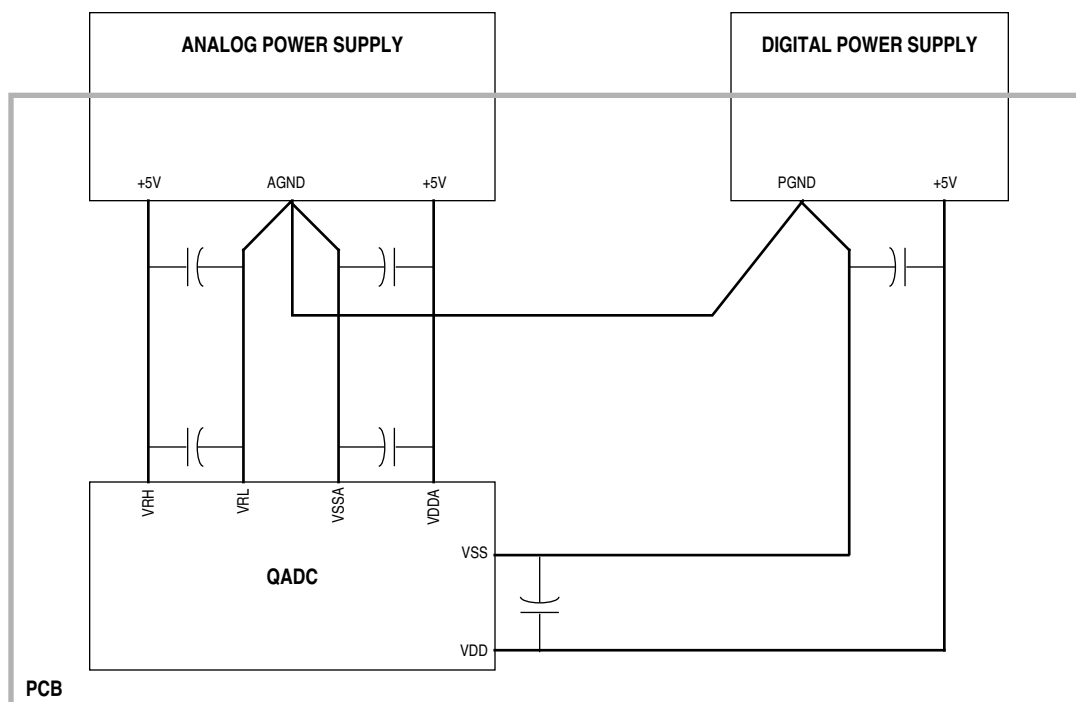 ANALOG POWER SUPPLY
DIGITAL POWER SUPPLY
+5V
AGND
+5V
PGND
+5V
VRH
VRL
VSSA
VDDA
VSS
QADC
VDD
PCB